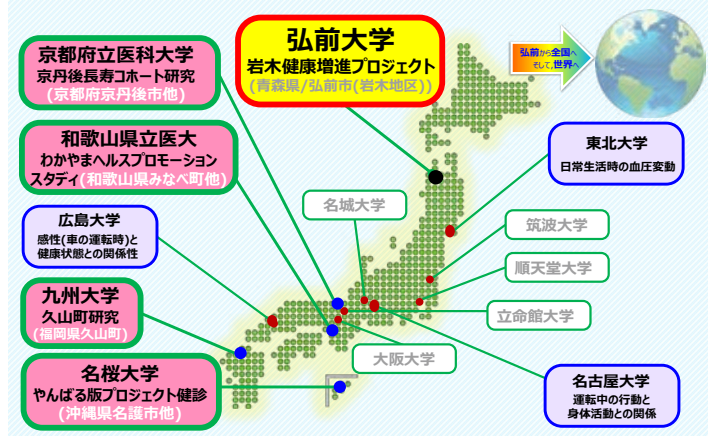 京都府立医科大学
京丹後長寿コホート研究
(京都府京丹後市他)
弘前大学
岩木健康増進プロジェクト
(青森県/弘前市(岩木地区))
弘前から全国へ
そして,世界へ
和歌山県立医大
わかやまヘルスプロモーション
スタディ(和歌山県みなべ町他)
東北大学
日常生活時の血圧変動
名城大学
広島大学
感性(車の運転時)と
健康状態との関係性
筑波大学
順天堂大学
九州大学
久山町研究
(福岡県久山町)
立命館大学
大阪大学
名桜大学
やんばる版プロジェクト健診
(沖縄県名護市他)
名古屋大学
運転中の行動と
身体活動との関係